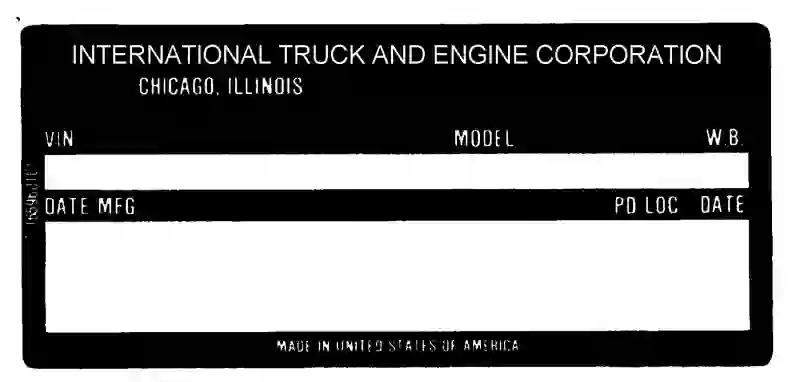 INTERNATIONAL TRUCK AND ENGINE CORPORATION
CHICAGO, ILLINOIS
VIN MODEL W.B.
DATE MFG PD LOC DATE
MADE IN UNITED STATES OF AMERICA